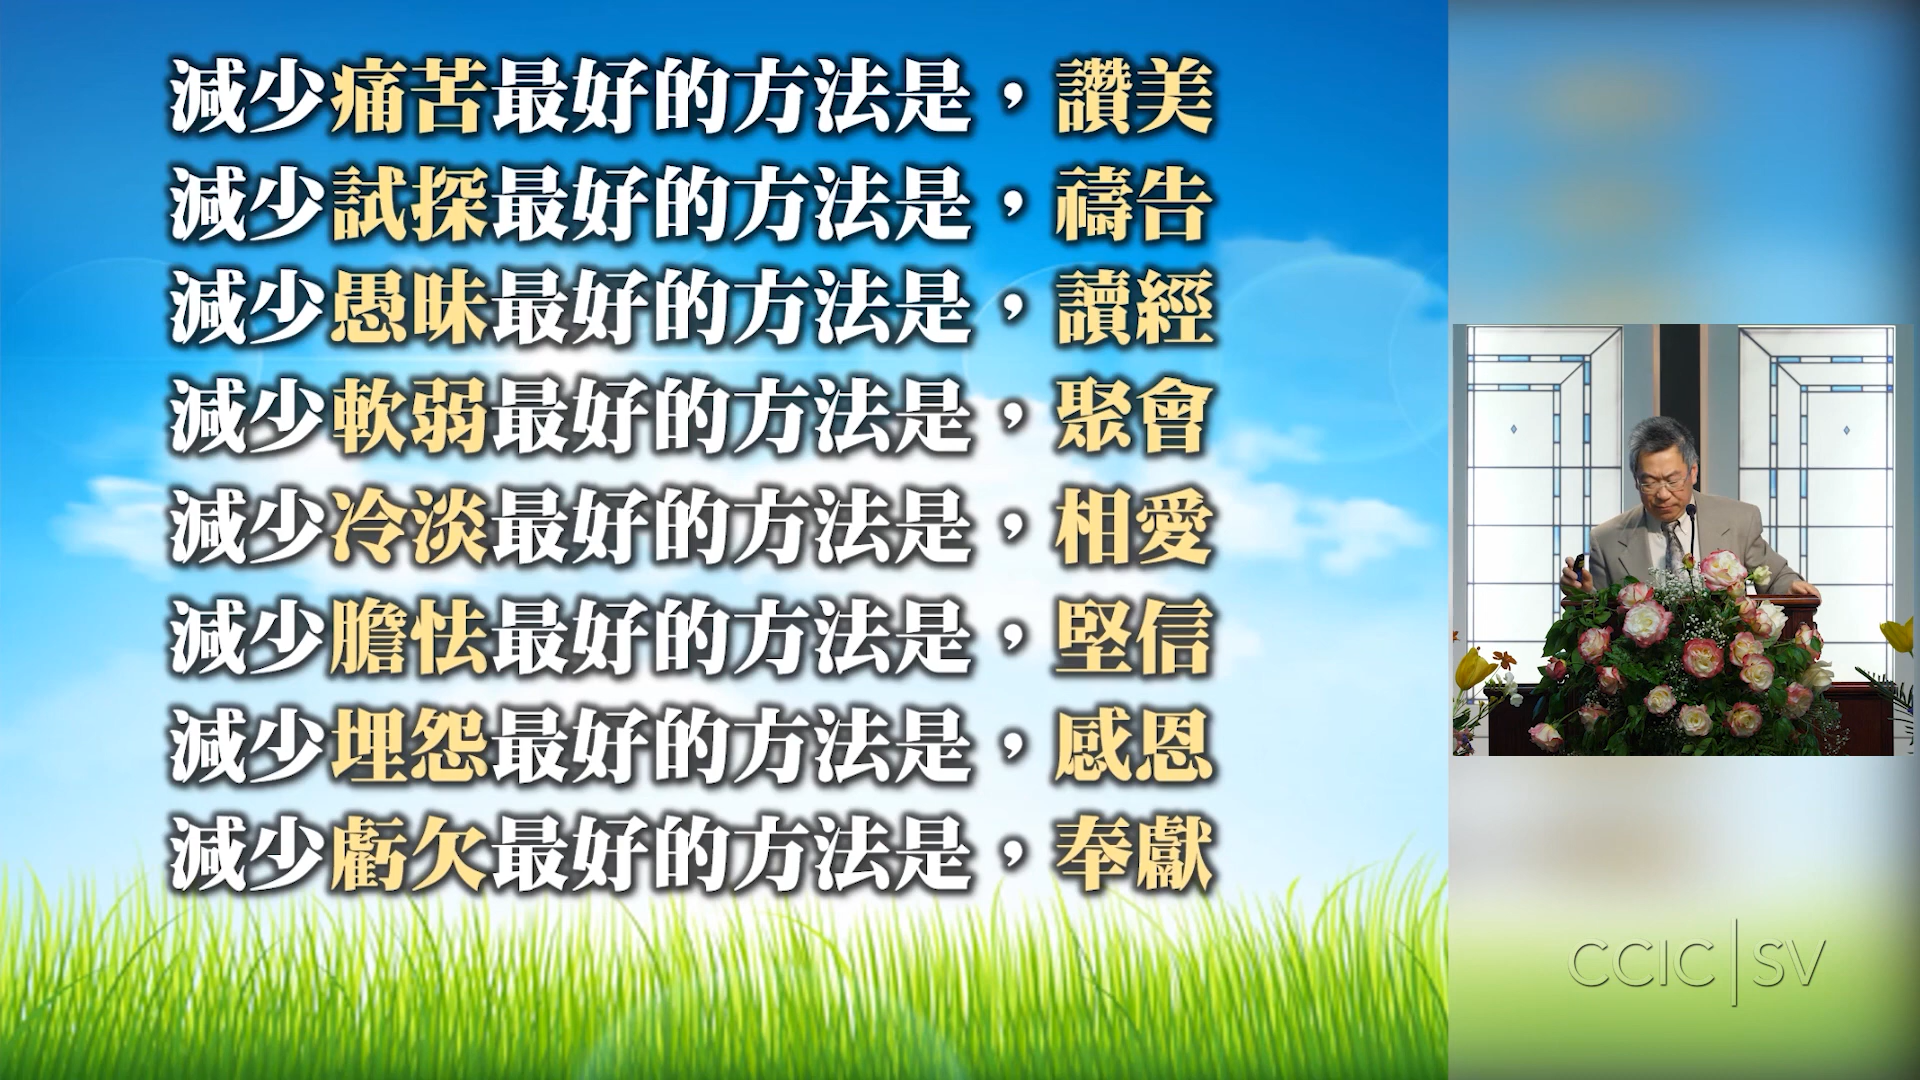 減少痛苦最好的方法是，讚美
減少試探最好的方法是，禱告
減少愚昧最好的方法是，讀經
減少軟弱最好的方法是，聚會
減少冷淡最好的方法是，相愛
減少膽怯最好的方法是，堅信
減少埋怨最好的方法是，感恩
減少虧欠最好的方法是，奉獻
CCIC|SV